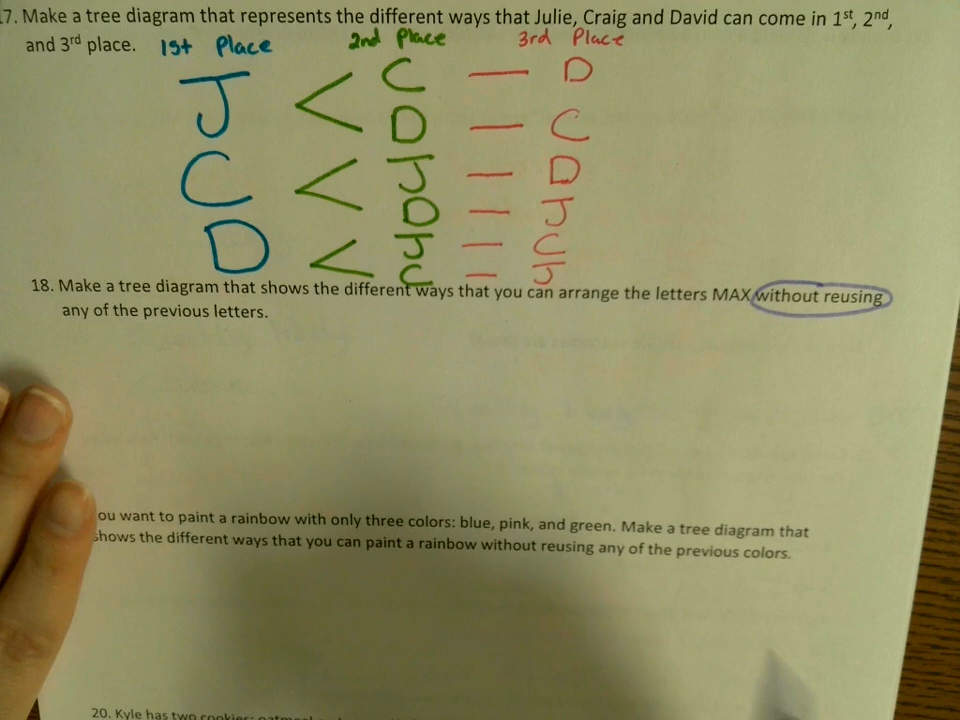 7. Make a tree diagram that represents the different ways that Julie, Craig and David can come in 1st, 2nd,
and 3rd place. 1st Place 2nd Place 3rd Place
J < C — D
D — C
C < J — D
D — J
D < J — C
C — J
18. Make a tree diagram that shows the different ways that you can arrange the letters MAX without reusing
any of the previous letters.
ou want to paint a rainbow with only three colors: blue, pink, and green. Make a tree diagram that
shows the different ways that you can paint a rainbow without reusing any of the previous colors.
20. Kyle has two cookies: